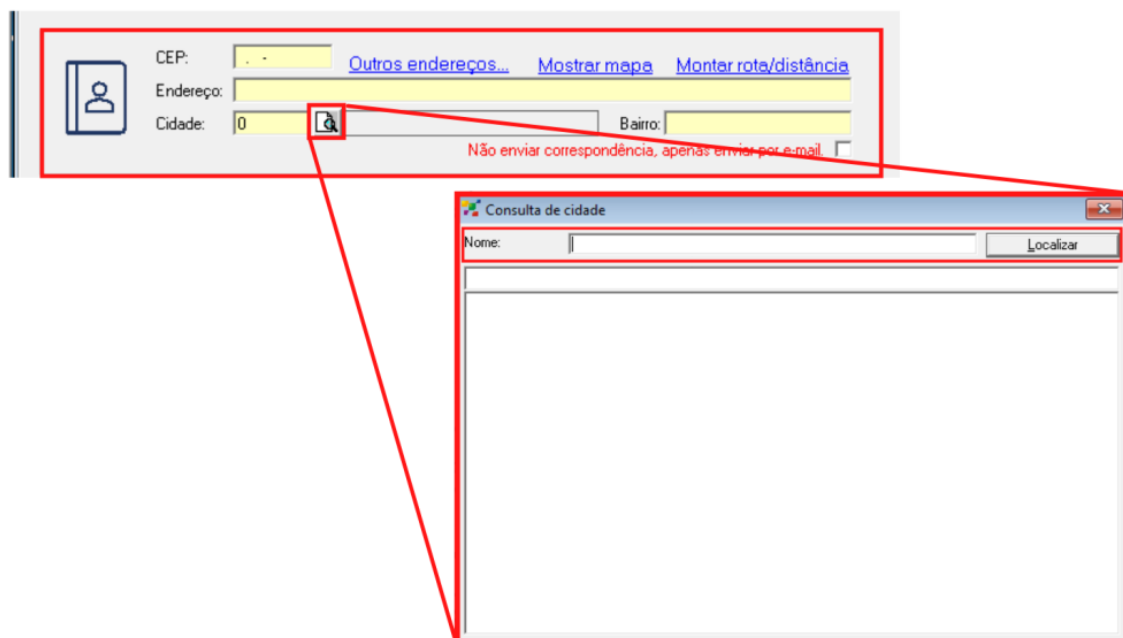 CEP: . - Outros endereços... Mostrar mapa Montar rota/distância
Endereço:
Cidade: 0 Bairro:
Não enviar correspondência, apenas enviar por e-mail.
Consulta de cidade
Nome: Localizar